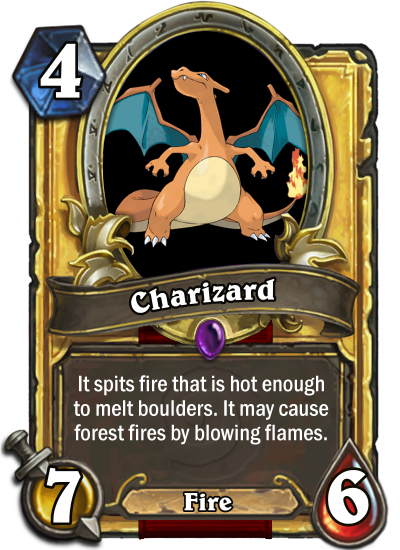 4
Charizard
It spits fire that is hot enough
to melt boulders. It may cause
forest fires by blowing flames.
7
Fire
6